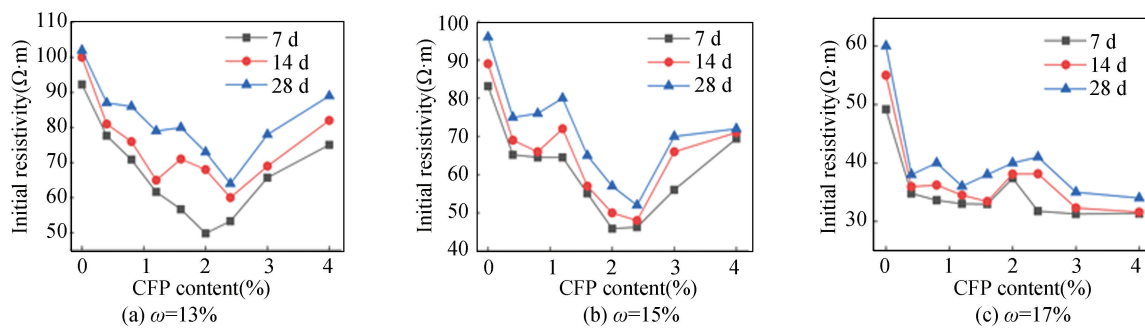 110
100
90
80
70
60
50
Initial resistivity(Ω·m)
7 d
14 d
28 d
0 1 2 3 4
CFP content(%)
(a) ω=13%
100
90
80
70
60
50
40
Initial resistivity(Ω·m)
7 d
14 d
28 d
0 1 2 3 4
CFP content(%)
(b) ω=15%
60
50
40
30
Initial resistivity(Ω·m)
7 d
14 d
28 d
0 1 2 3 4
CFP content(%)
(c) ω=17%